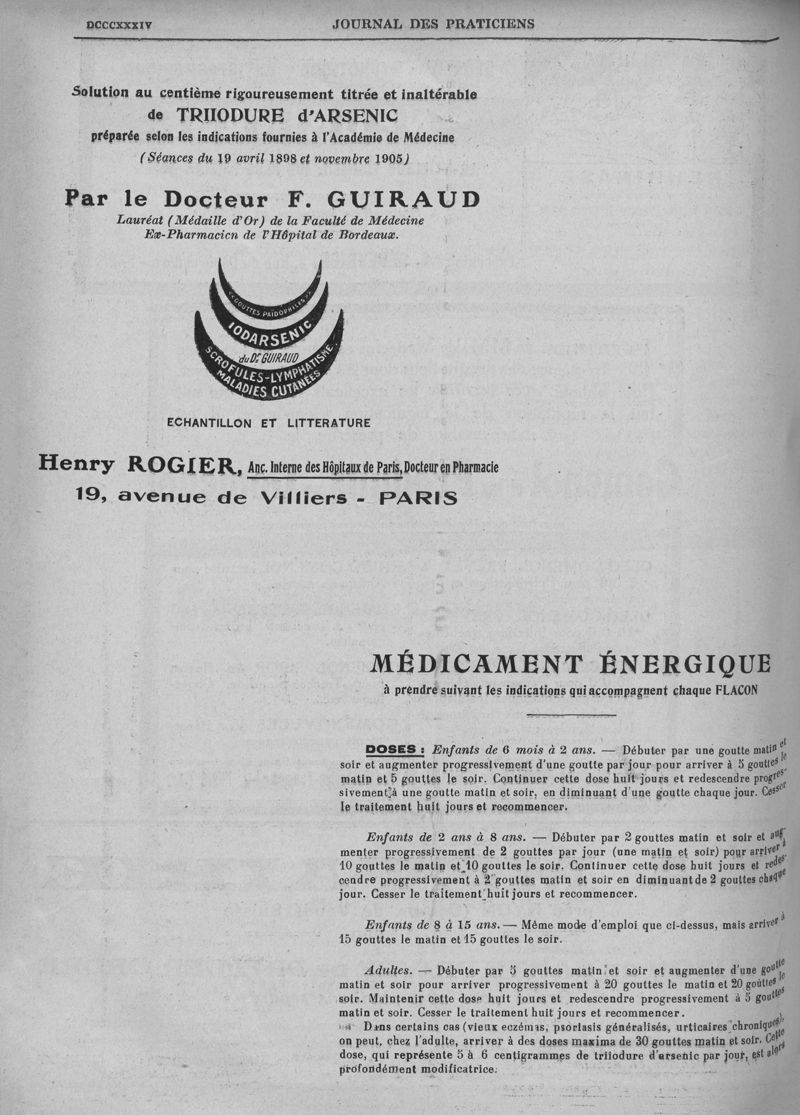 DCCCXXXIV JOURNAL DES PRATICIENS
Solution au centième rigoureusement titrée et inaltérable
de TRIIODURE d'ARSENIC
préparée selon les indications fournies à l'Académie de Médecine
(Séances du 19 avril 1898 et novembre 1905)
Par le Docteur F. GUIRAUD
Lauréat (Médaille d'Or) de la Faculté de Médecine
Ex-Pharmacien de l'Hôpital de Bordeaux.
"GOUTTES PAÏDOPHILES"
IODARSENIC
du Dr GUIRAUD
SCROFULES-LYMPHATISME
MALADIES CUTANÉES
ECHANTILLON ET LITTERATURE
Henry ROGIER, Anc. Interne des Hôpitaux de Paris, Docteur en Pharmacie
19, avenue de Villiers - PARIS
MÉDICAMENT ÉNERGIQUE
à prendre suivant les indications qui accompagnent chaque FLACON
DOSES : Enfants de 6 mois à 2 ans. — Débuter par une goutte matin et
soir et augmenter progressivement d'une goutte par jour pour arriver à 5 gouttes le
matin et 5 gouttes le soir. Continuer cette dose huit jours et redescendre progres-
sivement à une goutte matin et soir, en diminuant d'une goutte chaque jour. Cesser
le traitement huit jours et recommencer.
Enfants de 2 ans à 8 ans. — Débuter par 2 gouttes matin et soir et aug-
menter progressivement de 2 gouttes par jour (une matin et soir) pour arriver à
10 gouttes le matin et 10 gouttes le soir. Continuer cette dose huit jours et redes-
cendre progressivement à 2 gouttes matin et soir en diminuant de 2 gouttes chaque
jour. Cesser le traitement huit jours et recommencer.
Enfants de 8 à 15 ans. — Même mode d'emploi que ci-dessus, mais arriver à
15 gouttes le matin et 15 gouttes le soir.
Adultes. — Débuter par 5 gouttes matin et soir et augmenter d'une goutte
matin et soir pour arriver progressivement à 20 gouttes le matin et 20 gouttes le
soir. Maintenir cette dose huit jours et redescendre progressivement à 5 gouttes
matin et soir. Cesser le traitement huit jours et recommencer.
Dans certains cas (vieux eczémas, psoriasis généralisés, urticaires chroniques),
on peut, chez l'adulte, arriver à des doses maxima de 30 gouttes matin et soir. Cette
dose, qui représente 5 à 6 centigrammes de triiodure d'arsenic par jour, est alors
profondément modificatrice.